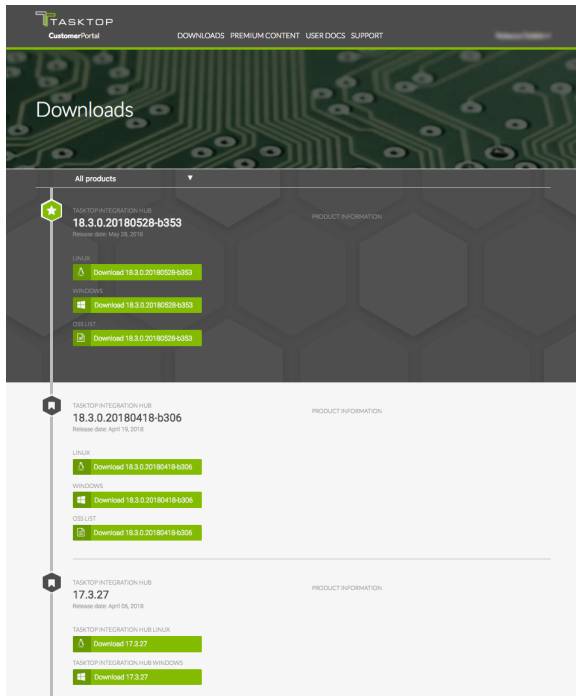 TASKTOP
CustomerPortal
DOWNLOADS PREMIUM CONTENT USER DOCS SUPPORT
Downloads
All products
TASKTOP INTEGRATION HUB
PRODUCT INFORMATION
18.3.0.20180528-b353
Release date: May 28, 2018
LINUX
Download 18.3.0.20180528-b353
WINDOWS
Download 18.3.0.20180528-b353
OSS LIST
Download 18.3.0.20180528-b353
TASKTOP INTEGRATION HUB
PRODUCT INFORMATION
18.3.0.20180418-b306
Release date: April 19, 2018
LINUX
Download 18.3.0.20180418-b306
WINDOWS
Download 18.3.0.20180418-b306
OSS LIST
Download 18.3.0.20180418-b306
TASKTOP INTEGRATION HUB
PRODUCT INFORMATION
17.3.27
Release date: April 06, 2018
TASKTOP INTEGRATION HUB LINUX
Download 17.3.27
TASKTOP INTEGRATION HUB WINDOWS
Download 17.3.27